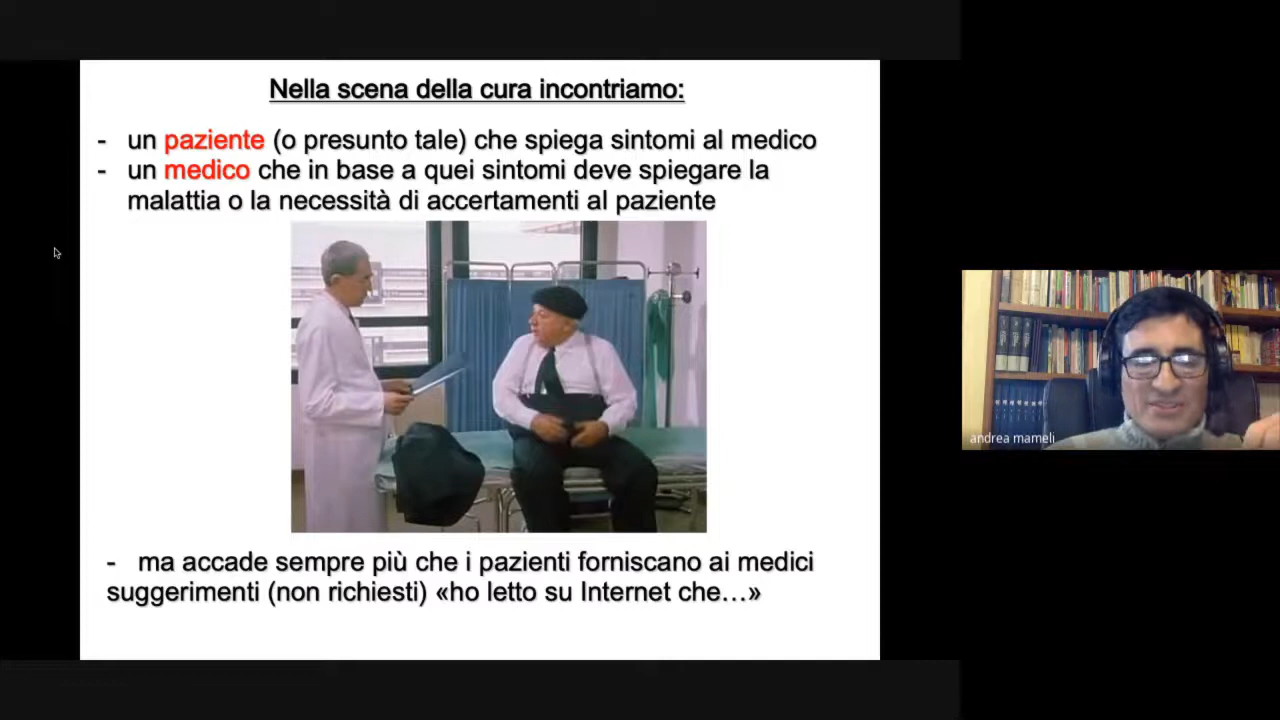 Nella scena della cura incontriamo:
- un paziente (o presunto tale) che spiega sintomi al medico
- un medico che in base a quei sintomi deve spiegare la
malattia o la necessità di accertamenti al paziente
- ma accade sempre più che i pazienti forniscano ai medici
suggerimenti (non richiesti) «ho letto su Internet che…»
andrea mameli